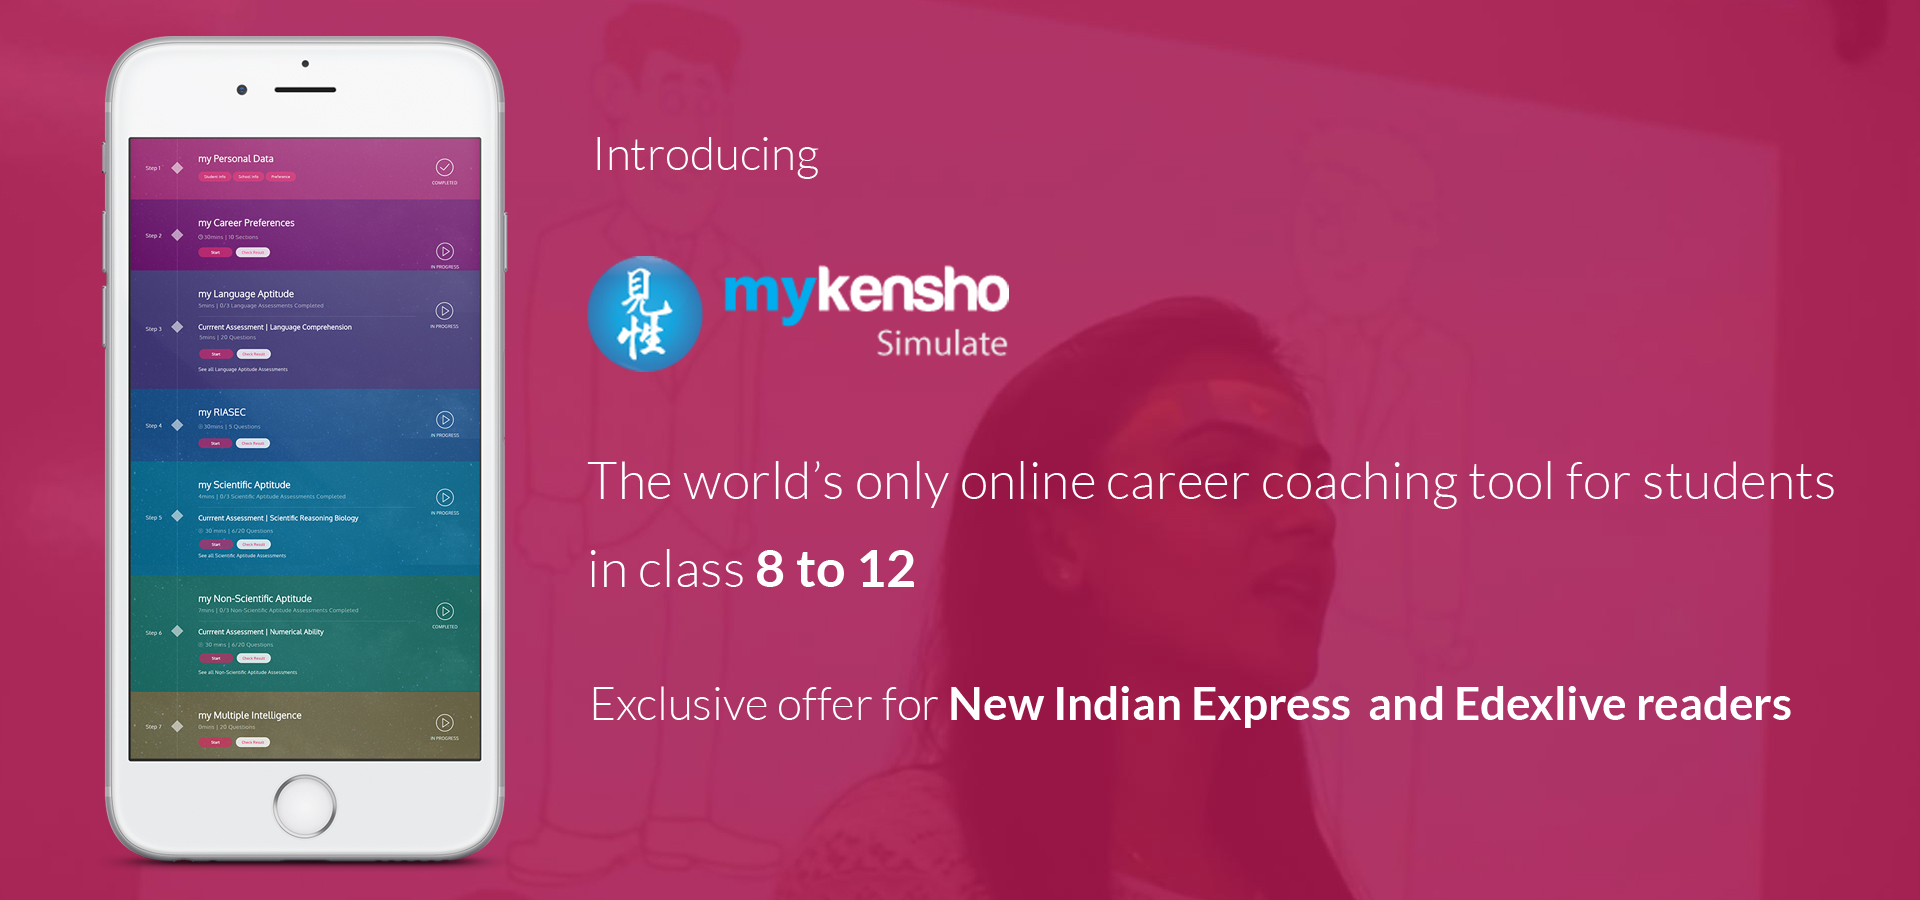 my Personal Data
Step 1
Student Info School Info Preference
COMPLETED
my Career Preferences
Step 2
30mins | 10 Sections
Start Check Result
IN PROGRESS
my Language Aptitude
5mins | 0/3 Language Assessments Completed
IN PROGRESS
Step 3
Currrent Assessment | Language Comprehension
5mins | 20 Questions
Start Check Result
See all Language Aptitude Assessments
my RIASEC
Step 4
30mins | 5 Questions
IN PROGRESS
Start Check Result
my Scientific Aptitude
4mins | 0/3 Scientific Aptitude Assessments Completed
IN PROGRESS
Step 5
Currrent Assessment | Scientific Reasoning Biology
30 mins | 6/20 Questions
Start Check Result
See all Scientific Aptitude Assessments
my Non-Scientific Aptitude
7mins | 0/3 Non-Scientific Aptitude Assessments Completed
COMPLETED
Step 6
Currrent Assessment | Numerical Ability
30 mins | 6/20 Questions
Start Check Result
See all Non-Scientific Aptitude Assessments
my Multiple Intelligence
Step 7
0mins | 20 Questions
IN PROGRESS
Start Check Result
Introducing
見性
mykensho
Simulate
The world’s only online career coaching tool for students
in class 8 to 12
Exclusive offer for New Indian Express and Edexlive readers